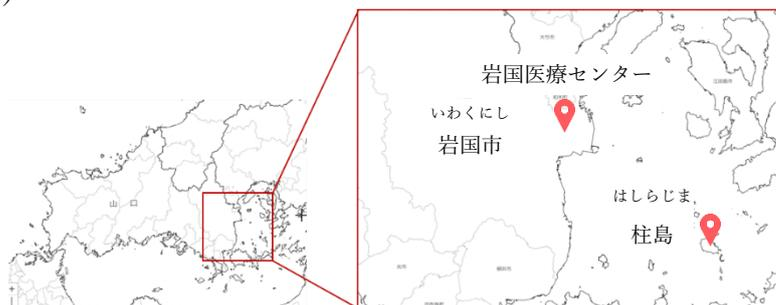 岩国医療センター
いわくにし
岩国市
はしらじま
柱島
山 口